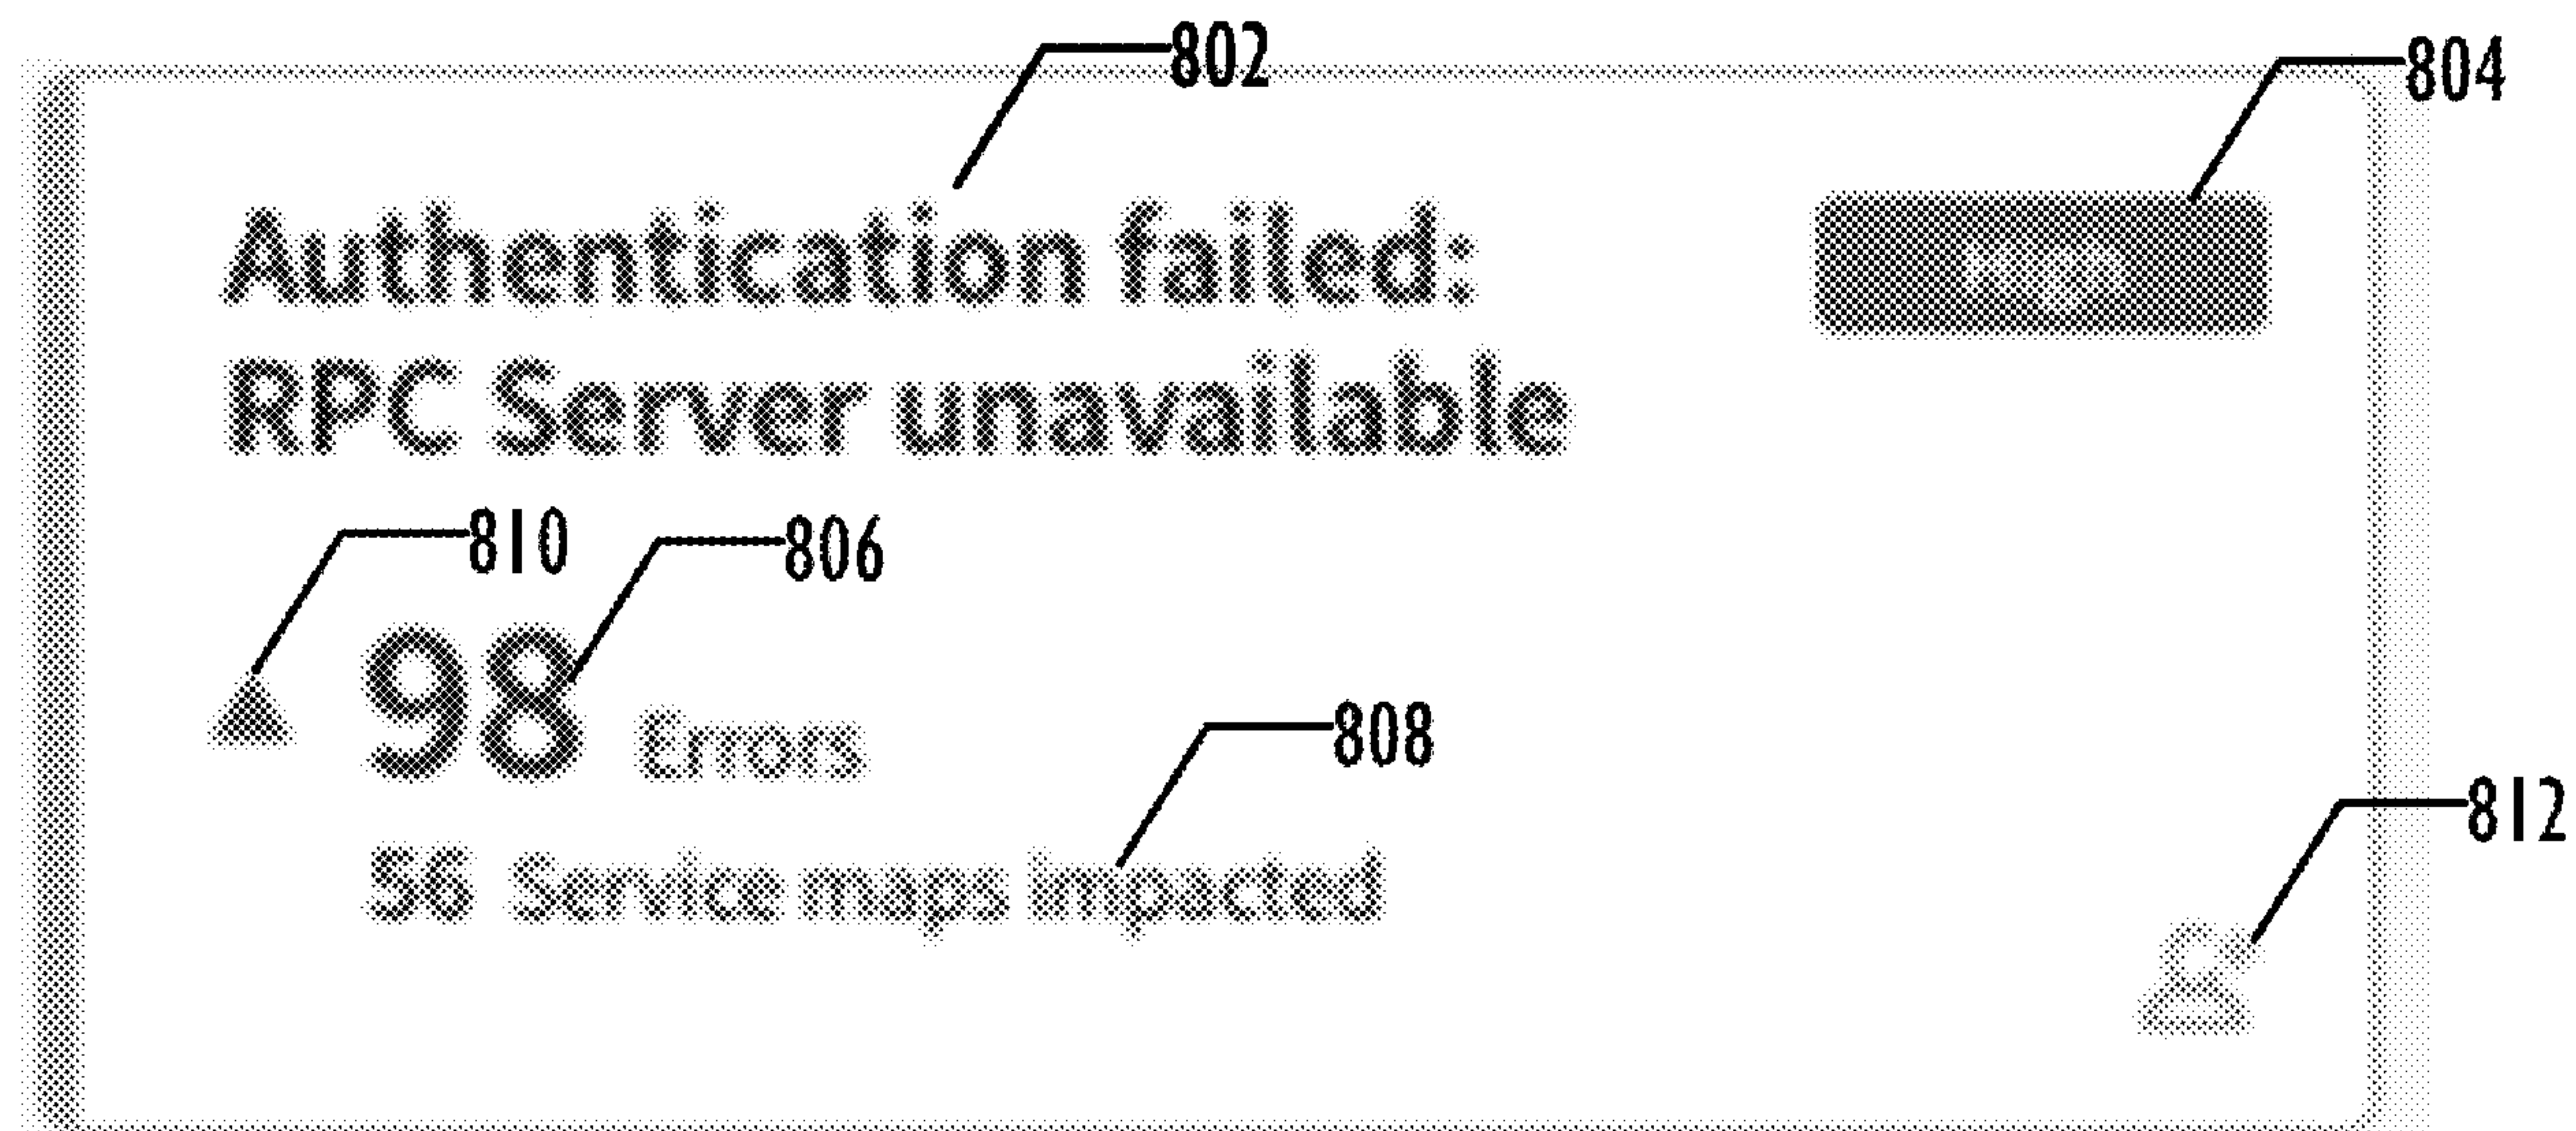 802
804
Authentication failed:
RPC Server unavailable
810
806
98 Errors
808
56 Service maps impacted
812